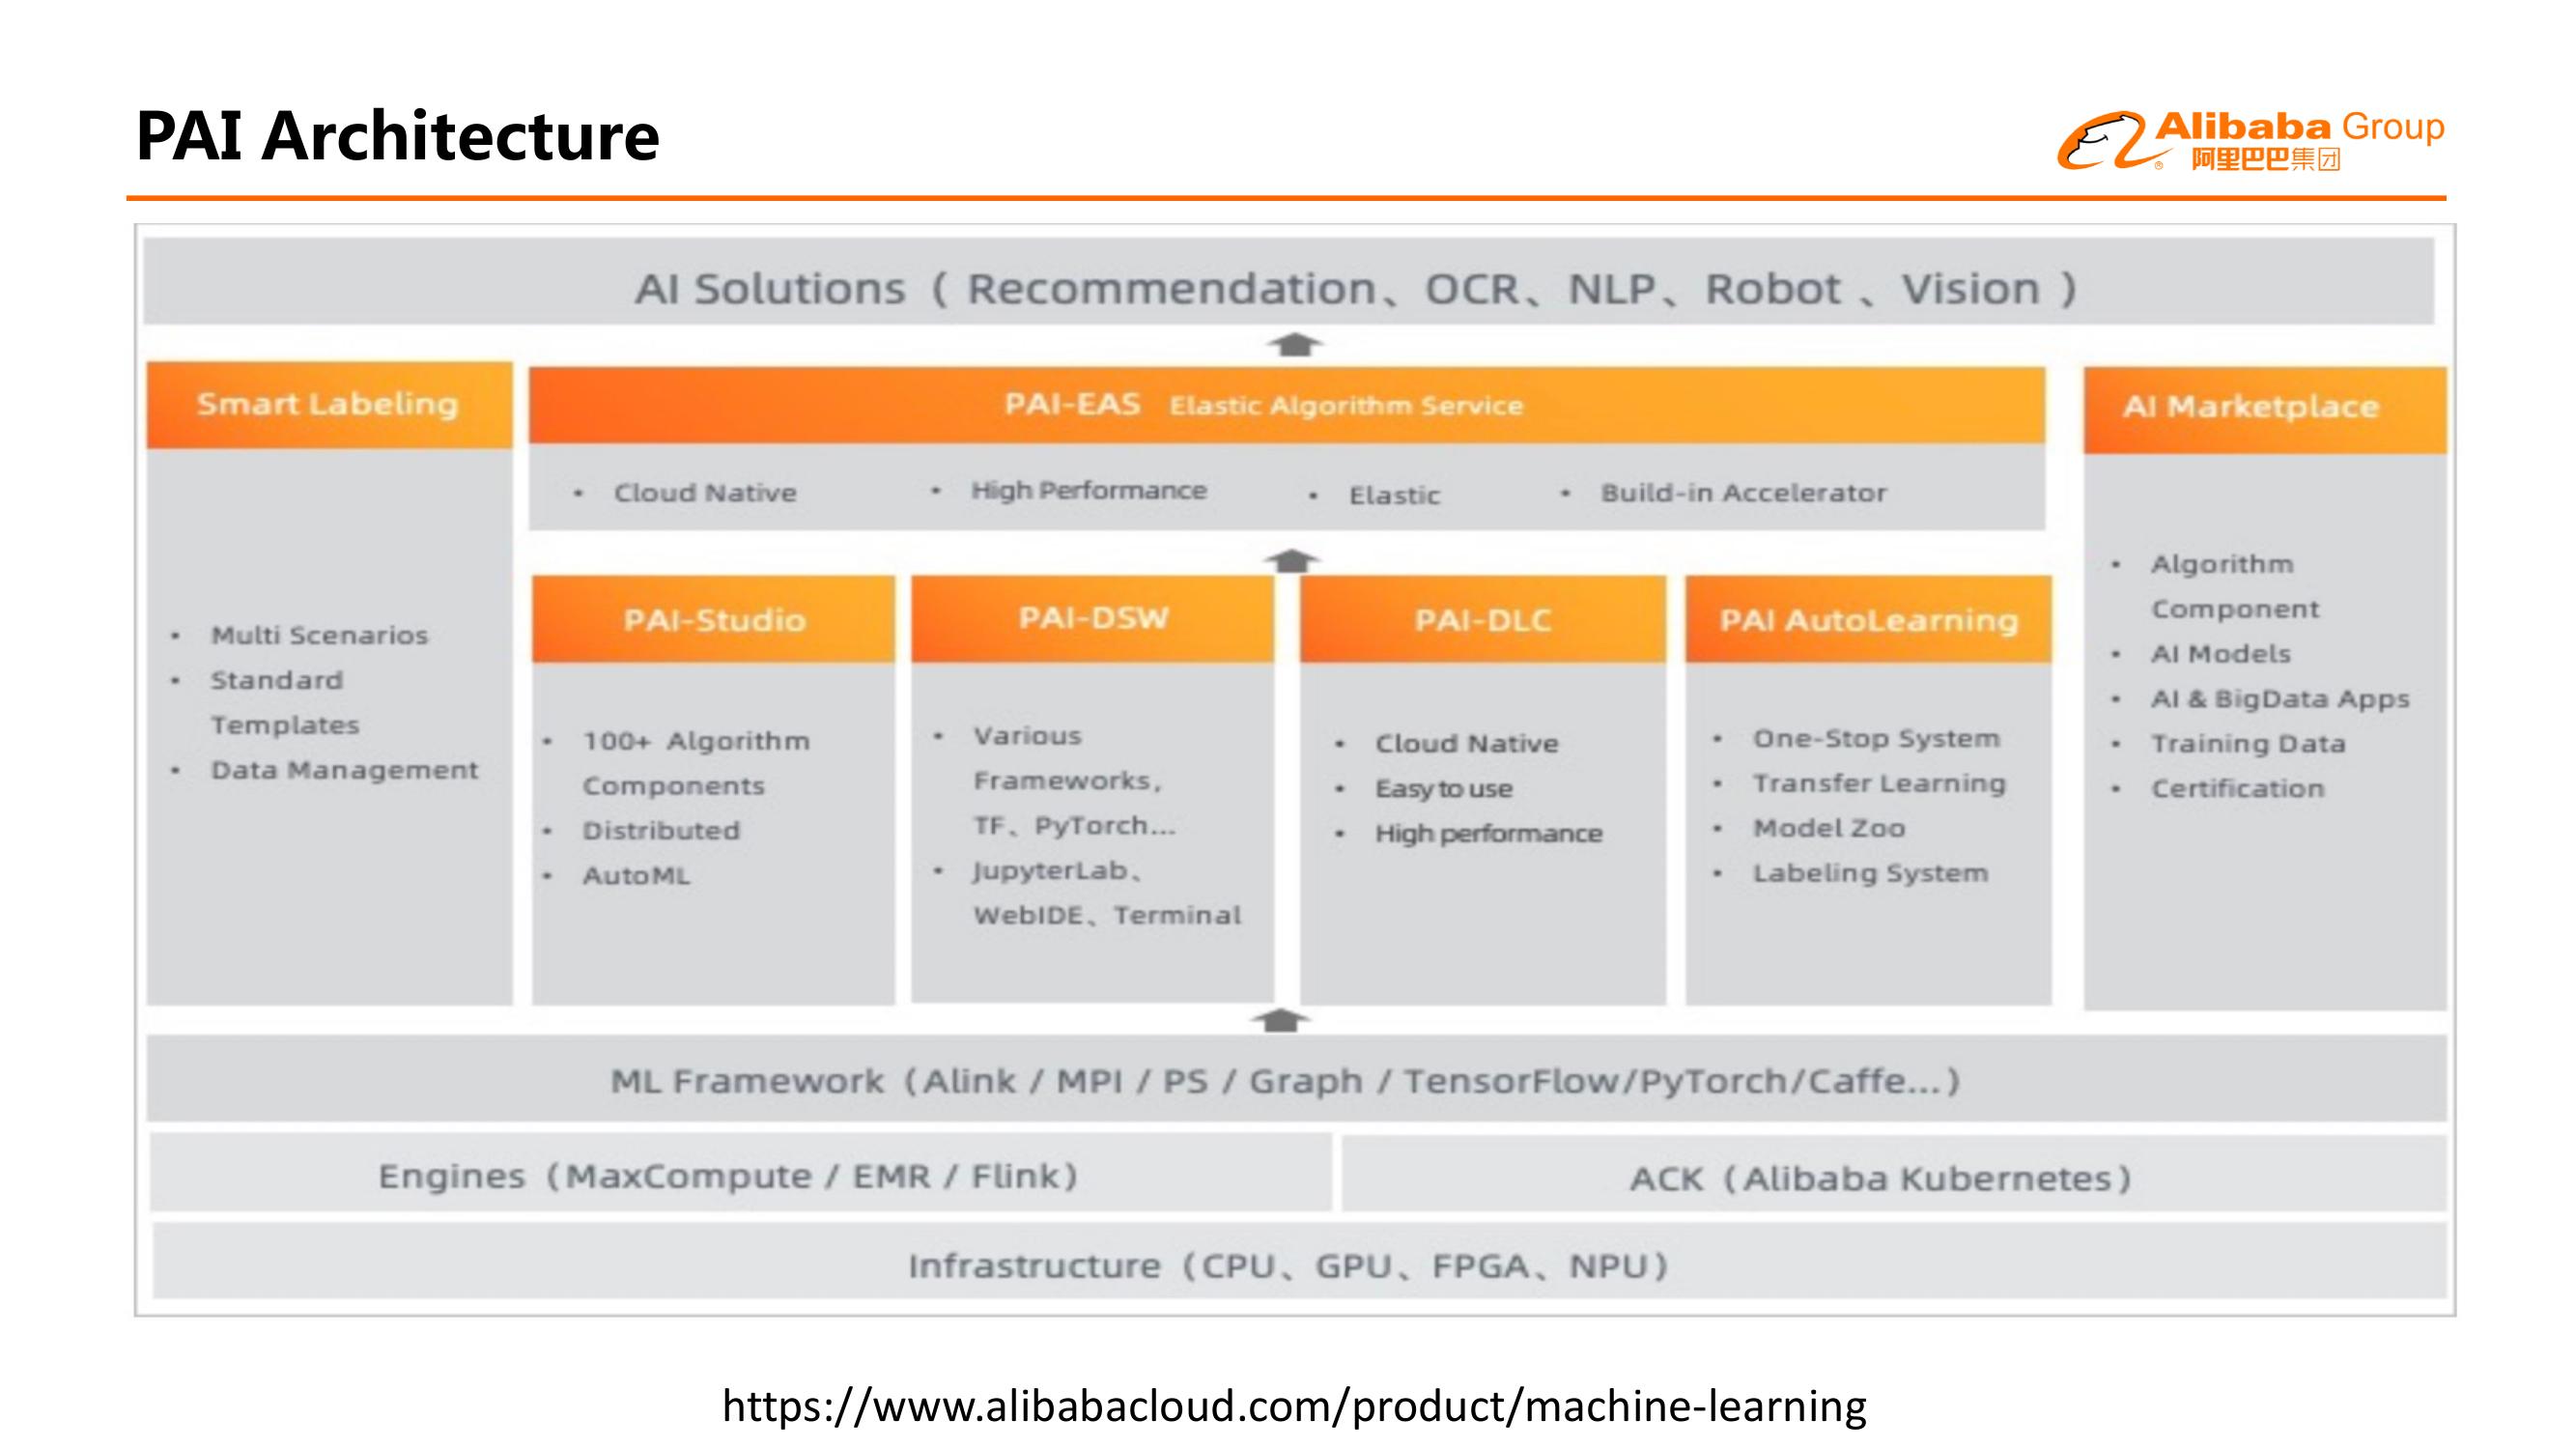 PAI Architecture
Alibaba Group
阿里巴巴集团
AI Solutions（ Recommendation、OCR、NLP、Robot 、Vision ）
Smart Labeling
• Multi Scenarios
• Standard
Templates
• Data Management
PAI-EAS Elastic Algorithm Service
• Cloud Native • High Performance • Elastic • Build-in Accelerator
PAI-Studio
• 100+ Algorithm
Components
• Distributed
• AutoML
PAI-DSW
• Various
Frameworks,
TF、PyTorch...
• JupyterLab、
WebIDE、Terminal
PAI-DLC
• Cloud Native
• Easy to use
• High performance
PAI AutoLearning
• One-Stop System
• Transfer Learning
• Model Zoo
• Labeling System
AI Marketplace
• Algorithm
Component
• AI Models
• AI & BigData Apps
• Training Data
• Certification
ML Framework（Alink / MPI / PS / Graph / TensorFlow/PyTorch/Caffe...）
Engines（MaxCompute / EMR / Flink） ACK（Alibaba Kubernetes）
Infrastructure（CPU、GPU、FPGA、NPU）
https://www.alibabacloud.com/product/machine-learning